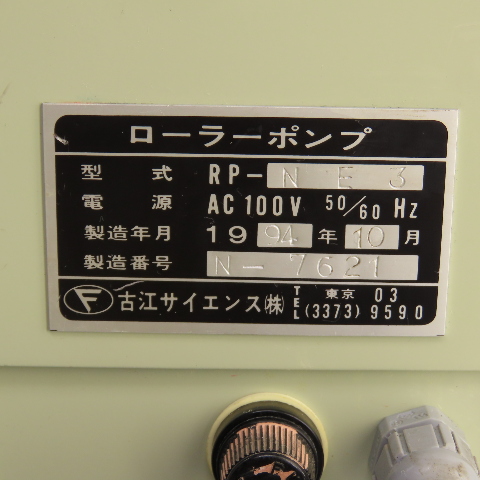 ローラーポンプ
型式 RP-NE3
電源 AC100V 50/60 Hz
製造年月 1994年10月
製造番号 N-7621
F 古江サイエンス(株) TEL 東京 03 (3373) 9590